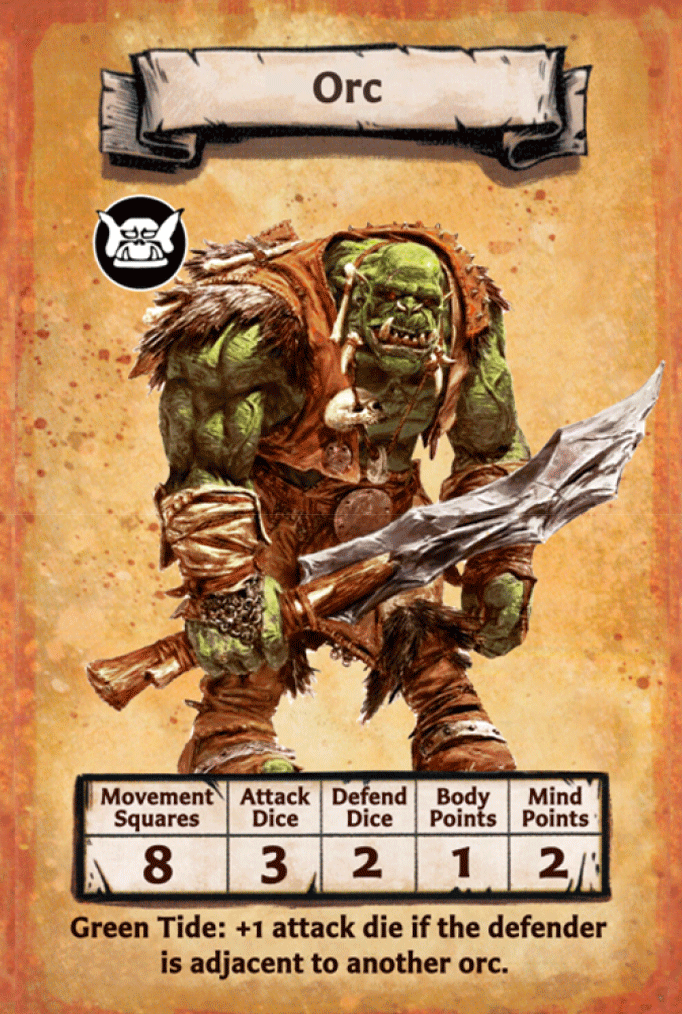 Orc
Movement Squares
Attack Dice
Defend Dice
Body Points
Mind Points
8 3 2 1 2
Green Tide: +1 attack die if the defender
is adjacent to another orc.